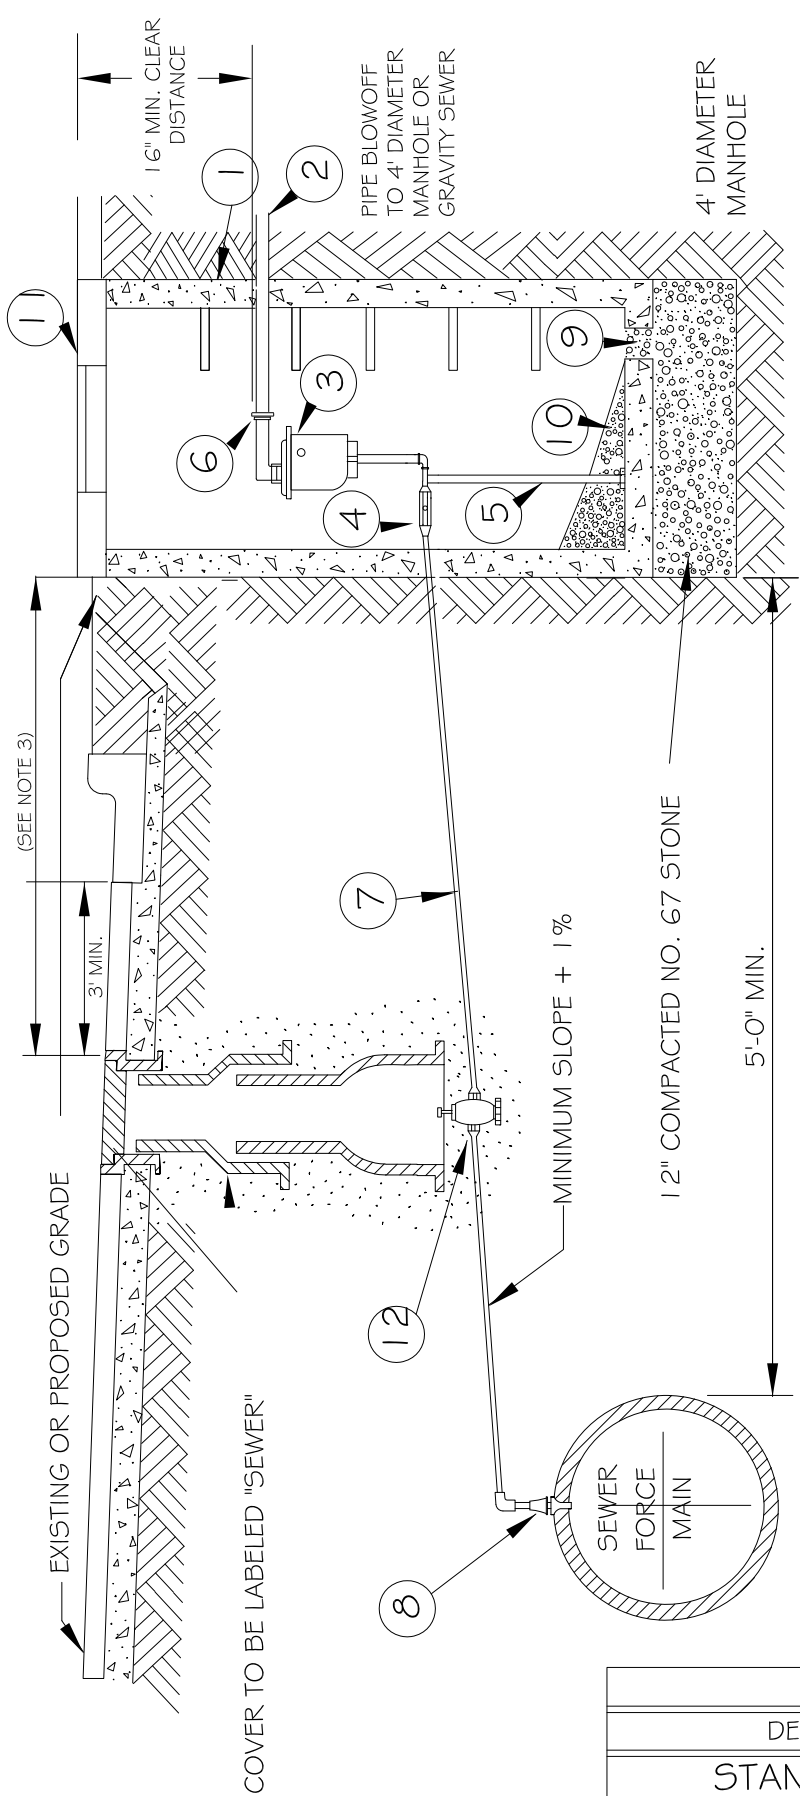 16" MIN. CLEAR
DISTANCE
PIPE BLOWOFF
TO 4' DIAMETER
MANHOLE OR
GRAVITY SEWER
4' DIAMETER
MANHOLE
11
1
2
3
6
4
5
9
10
(SEE NOTE 3)
3' MIN.
7
12" COMPACTED NO. 67 STONE
5'-0" MIN.
MINIMUM SLOPE + 1%
12
EXISTING OR PROPOSED GRADE
COVER TO BE LABELED "SEWER"
8
SEWER
FORCE
MAIN
DE
STAN